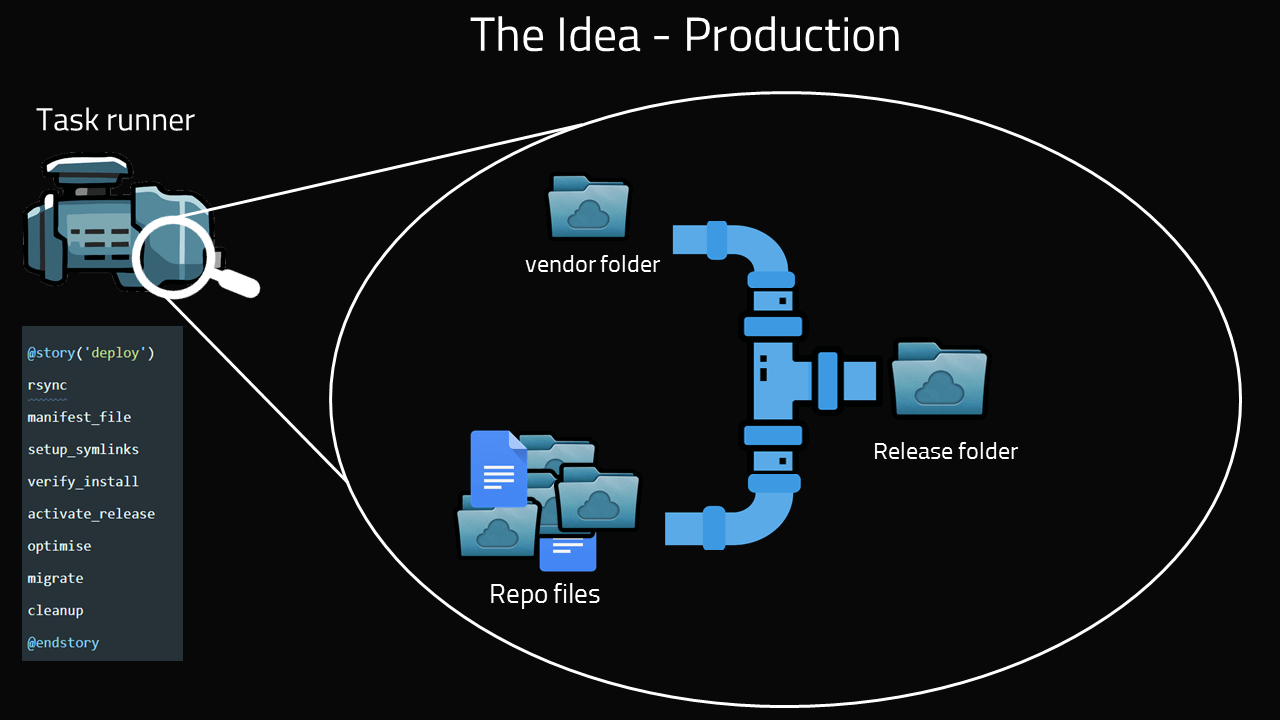 The Idea - Production
Task runner
vendor folder
Release folder
Repo files
@story('deploy')
rsync
manifest_file
setup_symlinks
verify_install
activate_release
optimise
migrate
cleanup
@endstory